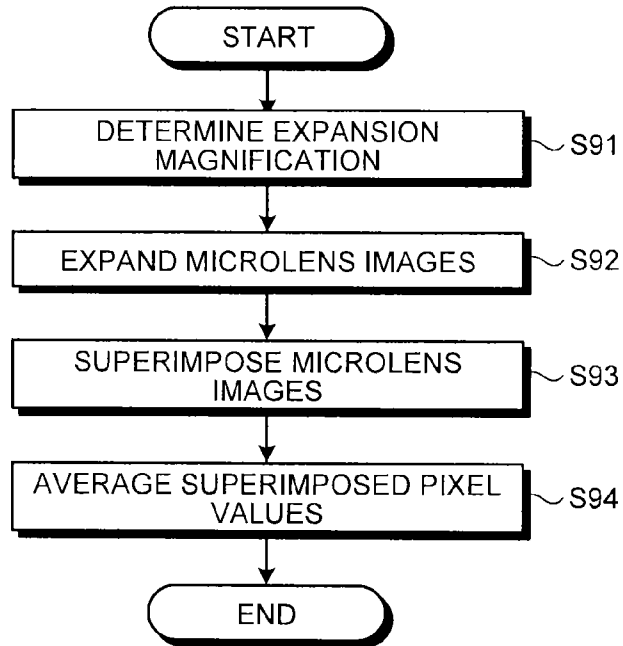 START
DETERMINE EXPANSION
MAGNIFICATION
S91
EXPAND MICROLENS IMAGES
S92
SUPERIMPOSE MICROLENS
IMAGES
S93
AVERAGE SUPERIMPOSED PIXEL
VALUES
S94
END